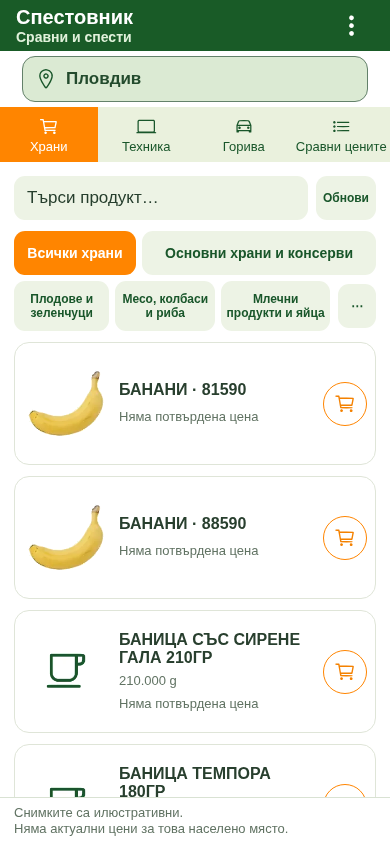 Спестовник
Сравни и спести
Пловдив
Храни
Техника
Горива
Сравни цените
Търси продукт…
Обнови
Всички храни
Основни храни и консерви
Плодове и
зеленчуци
Месо, колбаси
и риба
Млечни
продукти и яйца
...
БАНАНИ · 81590
Няма потвърдена цена
БАНАНИ · 88590
Няма потвърдена цена
БАНИЦА СЪС СИРЕНЕ
ГАЛА 210ГР
210.000 g
Няма потвърдена цена
БАНИЦА ТЕМПОРА
180ГР
Снимките са илюстративни.
Няма актуални цени за това населено място.